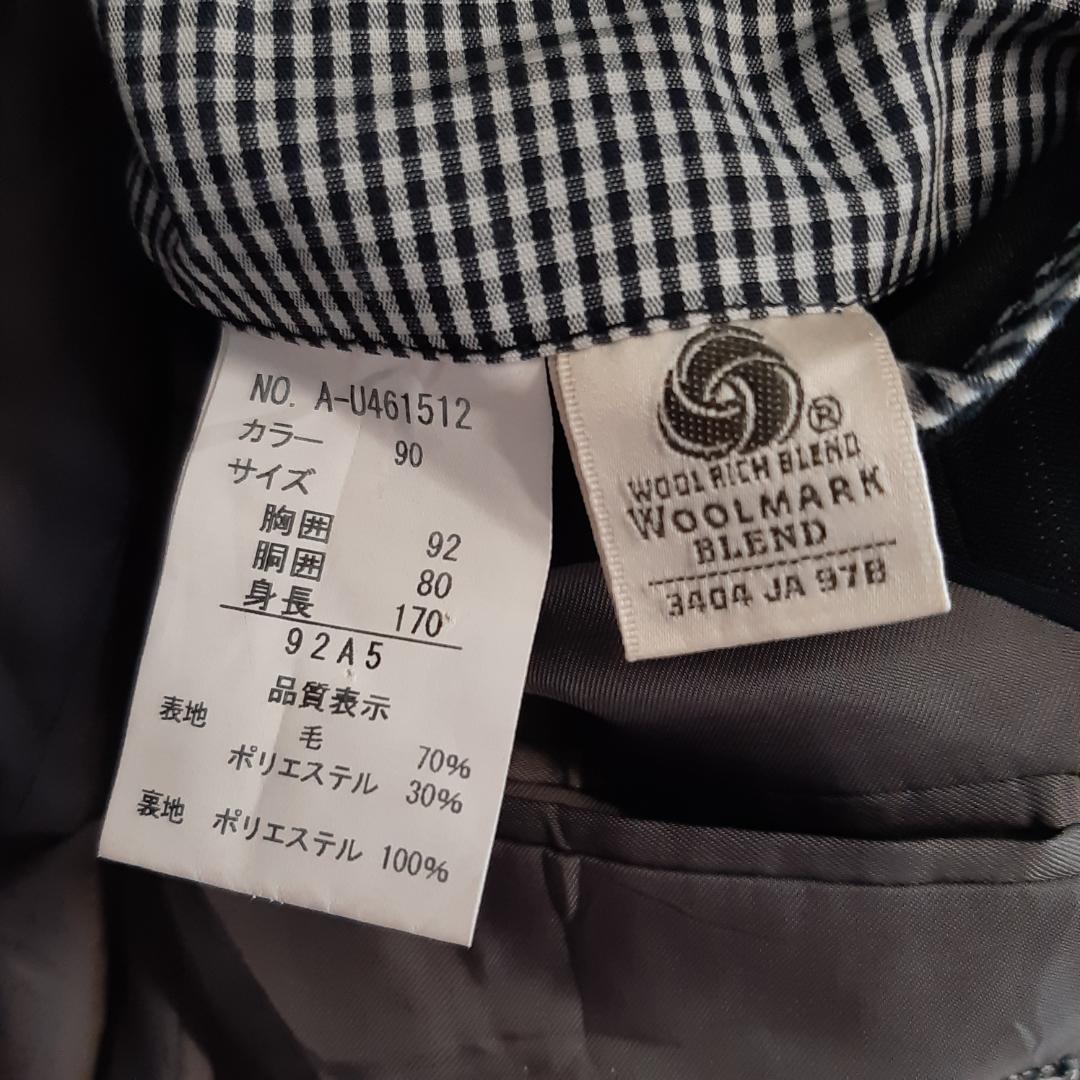 NO. A-U461512
カラー 90
サイズ
胸囲 92
胴囲 80
身長 170
92A5
品質表示
表地 毛 70%
ポリエステル 30%
裏地 ポリエステル 100%
®
WOOL RICH BLEND
WOOLMARK
BLEND
3404 JA 97B